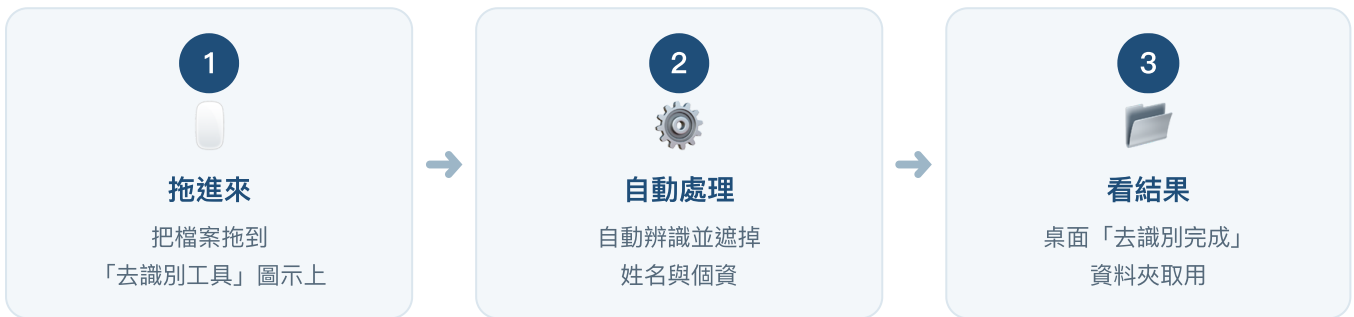 1
拖進來
把檔案拖到
「去識別工具」圖示上
2
自動處理
自動辨識並遮掉
姓名與個資
3
看結果
桌面「去識別完成」
資料夾取用